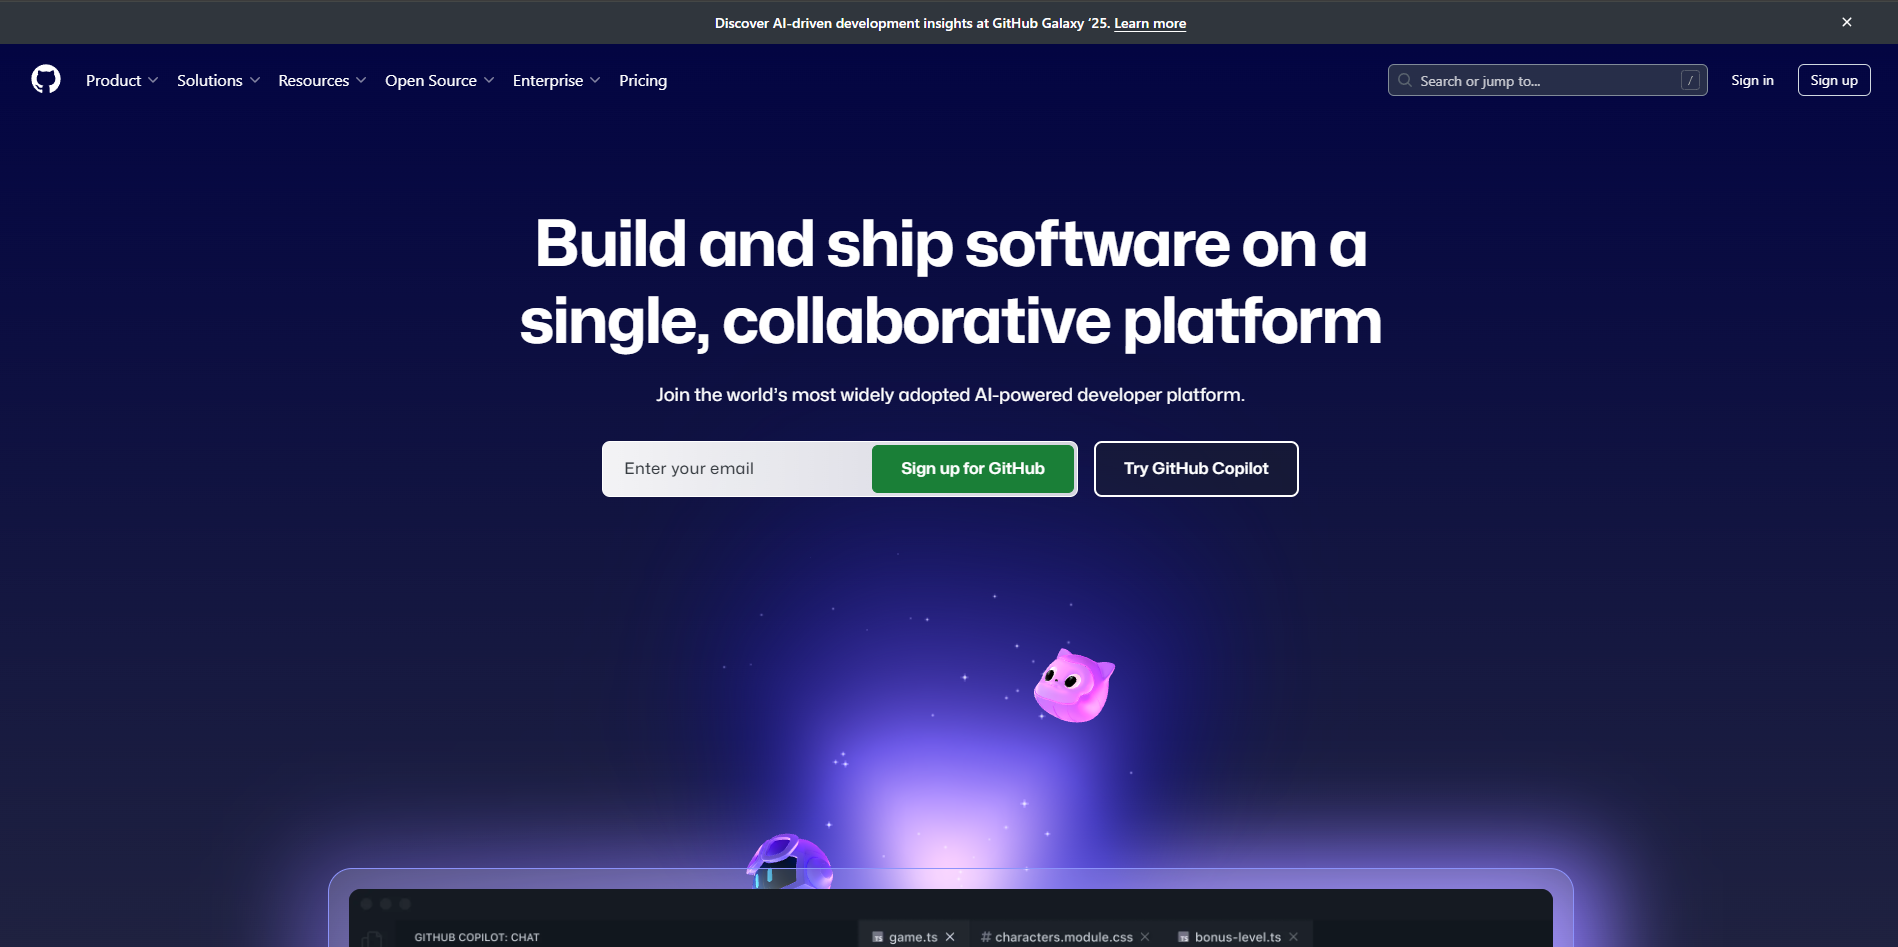 Discover AI-driven development insights at GitHub Galaxy ‘25. Learn more
Product Solutions Resources Open Source Enterprise Pricing Search or jump to... / Sign in Sign up
Build and ship software on a
single, collaborative platform
Join the world’s most widely adopted AI-powered developer platform.
Enter your email Sign up for GitHub Try GitHub Copilot
GITHUB COPILOT: CHAT TS game.ts # characters.module.css TS bonus-level.ts